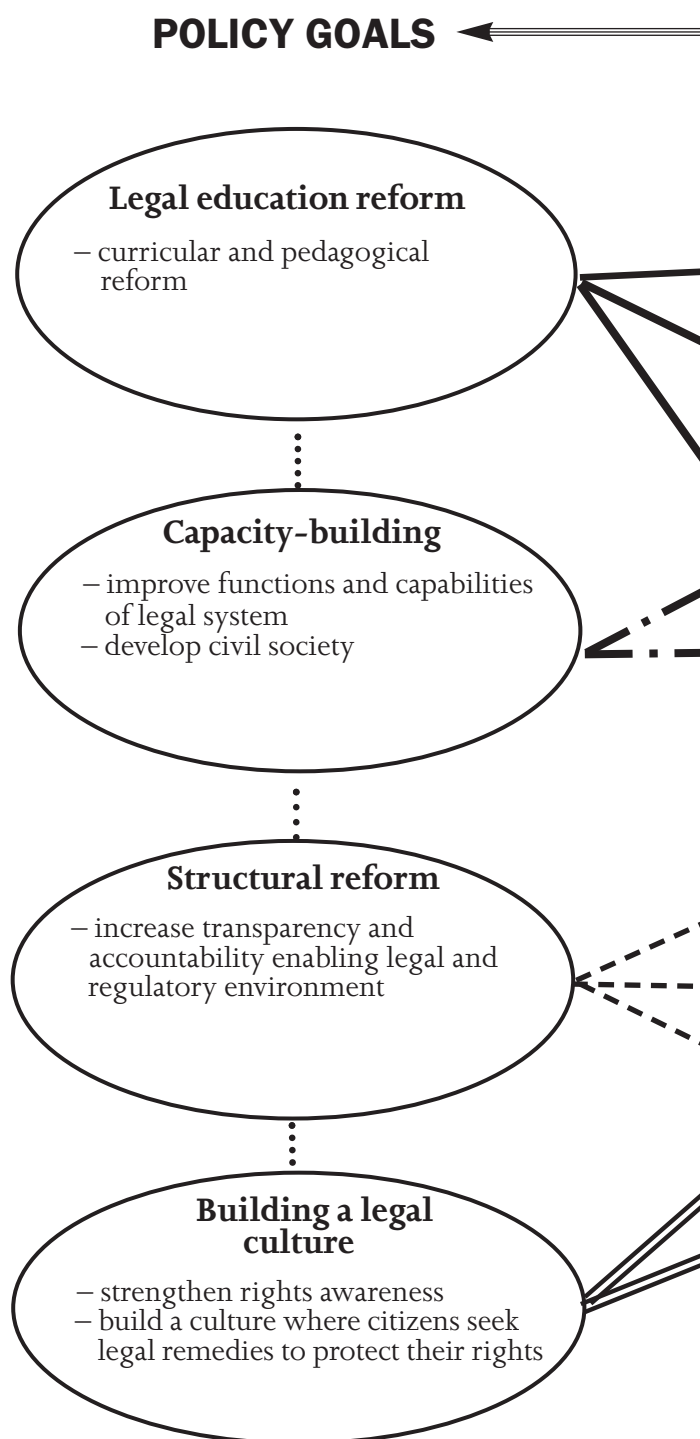 POLICY GOALS
Legal education reform
– curricular and pedagogical
reform
Capacity-building
– improve functions and capabilities
of legal system
– develop civil society
Structural reform
– increase transparency and
accountability enabling legal and
regulatory environment
Building a legal
culture
– strengthen rights awareness
– build a culture where citizens seek
legal remedies to protect their rights